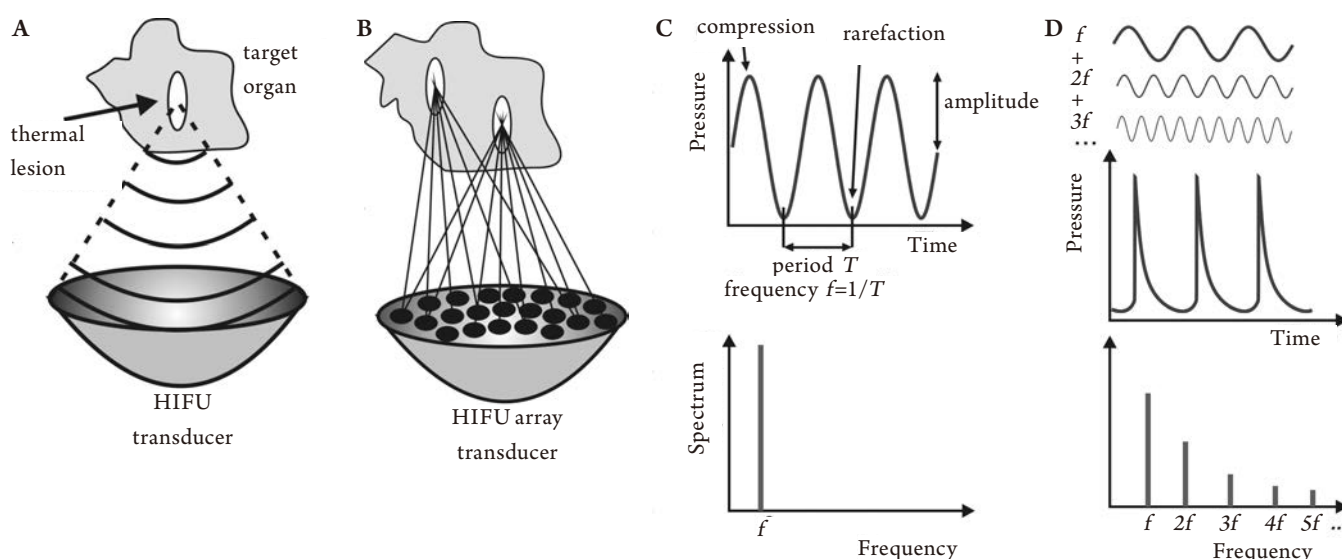 A
target
organ
thermal
lesion
HIFU
transducer
B
HIFU array
transducer
C
compression
rarefaction
Pressure
amplitude
Time
period T
frequency f=1/T
Spectrum
f
Frequency
D
f
+
2f
+
3f
...
Pressure
Time
f 2f 3f 4f 5f ...
Frequency